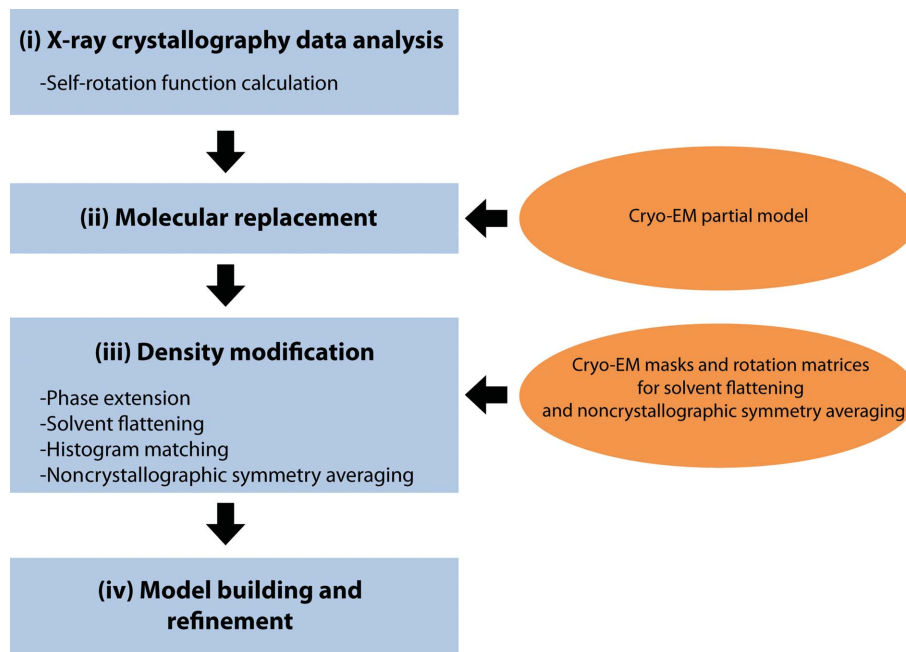 (i) X-ray crystallography data analysis
-Self-rotation function calculation
(ii) Molecular replacement
Cryo-EM partial model
(iii) Density modification
-Phase extension
-Solvent flattening
-Histogram matching
-Noncrystallographic symmetry averaging
Cryo-EM masks and rotation matrices
for solvent flattening
and noncrystallographic symmetry averaging
(iv) Model building and
refinement